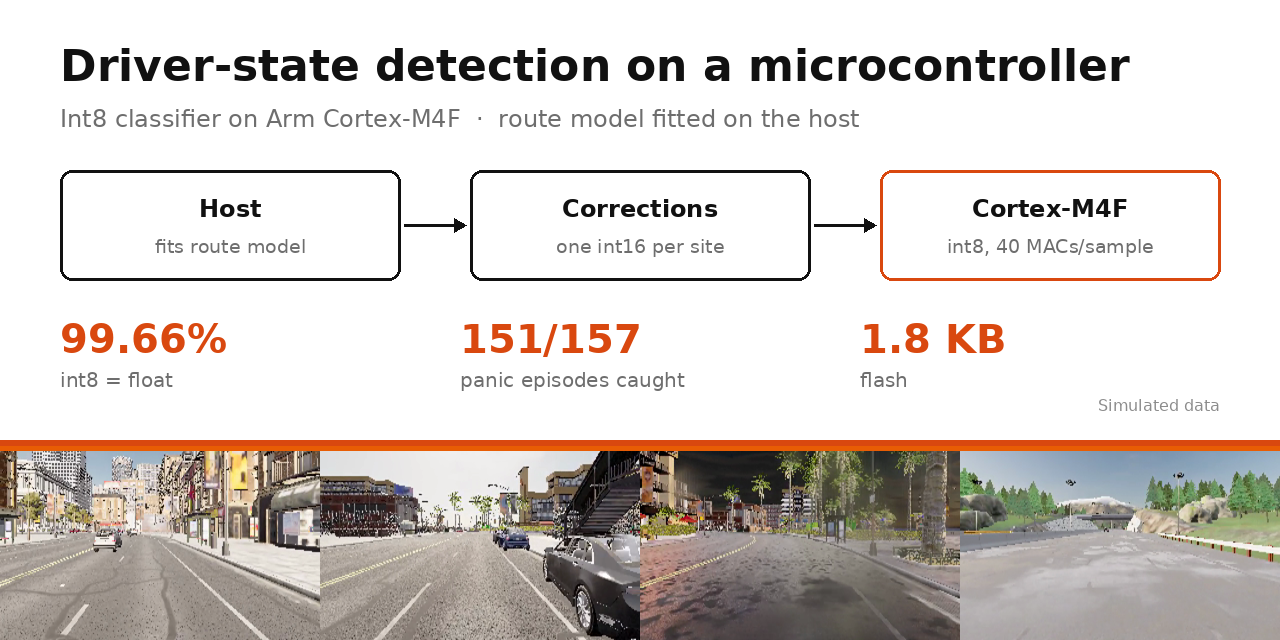 Driver-state detection on a microcontroller
Int8 classifier on Arm Cortex-M4F · route model fitted on the host
Host
fits route model
Corrections
one int16 per site
Cortex-M4F
int8, 40 MACs/sample
99.66%
int8 = float
151/157
panic episodes caught
1.8 KB
flash
Simulated data